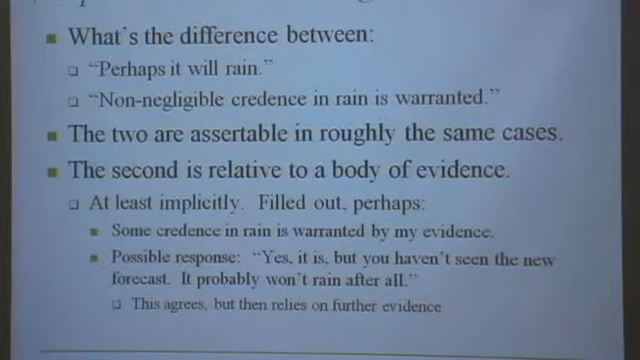 What's the difference between:
"Perhaps it will rain."
"Non-negligible credence in rain is warranted."
The two are assertable in roughly the same cases.
The second is relative to a body of evidence.
At least implicitly. Filled out, perhaps:
Some credence in rain is warranted by my evidence.
Possible response: "Yes, it is, but you haven't seen the new
forecast. It probably won't rain after all."
This agrees, but then relies on further evidence